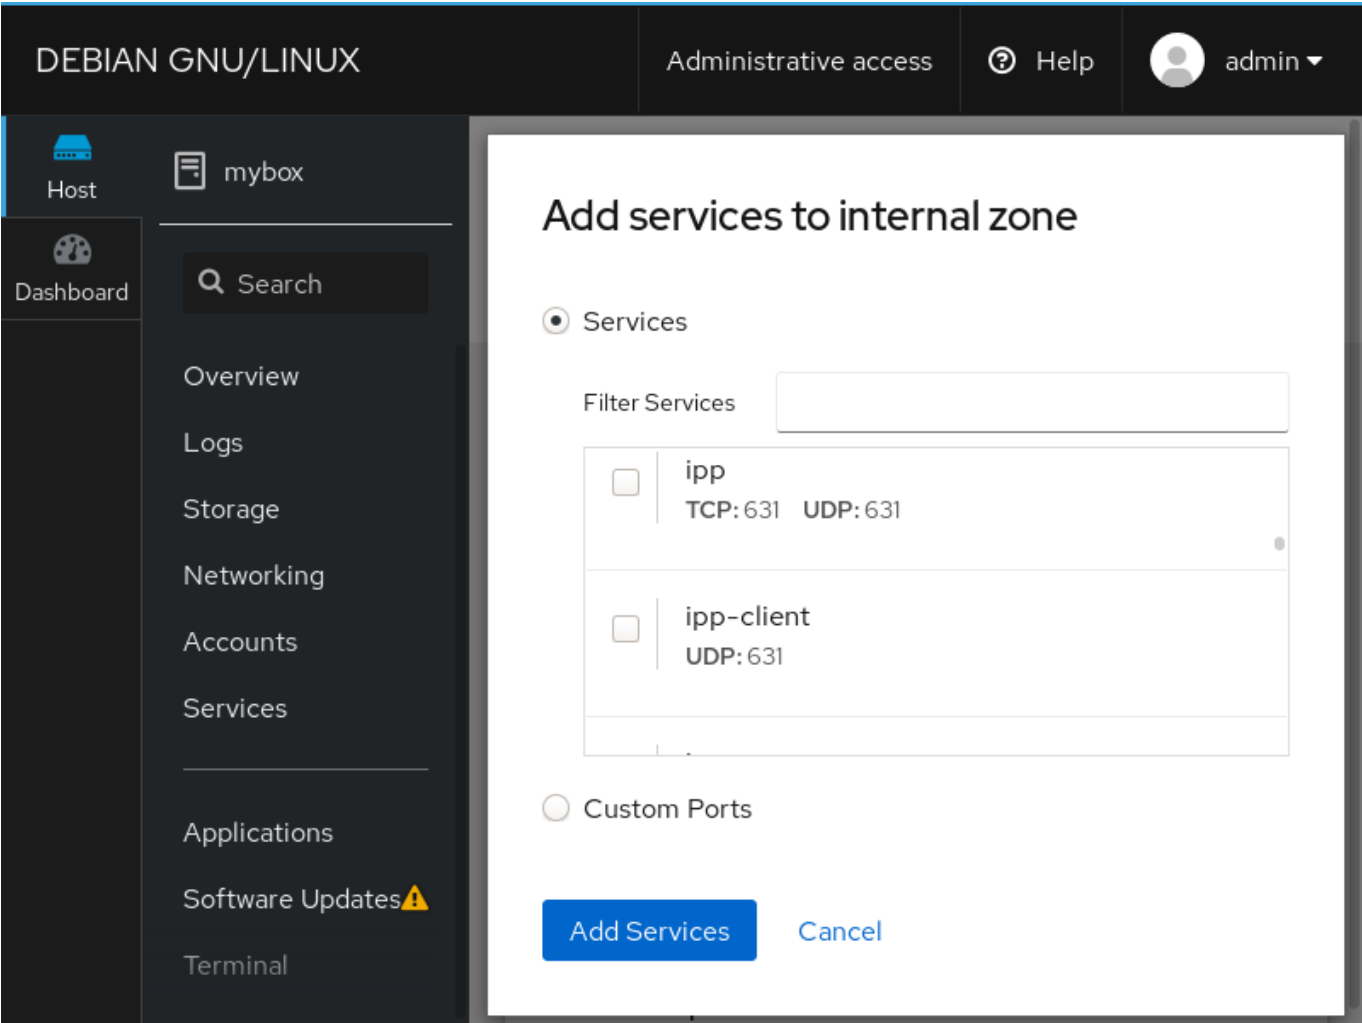 DEBIAN GNU/LINUX
Administrative access
Help
admin
Host
Dashboard
mybox
Search
Overview
Logs
Storage
Networking
Accounts
Services
Applications
Software Updates
Terminal
Add services to internal zone
Services
Filter Services
ipp
TCP: 631 UDP: 631
ipp-client
UDP: 631
Custom Ports
Add Services
Cancel